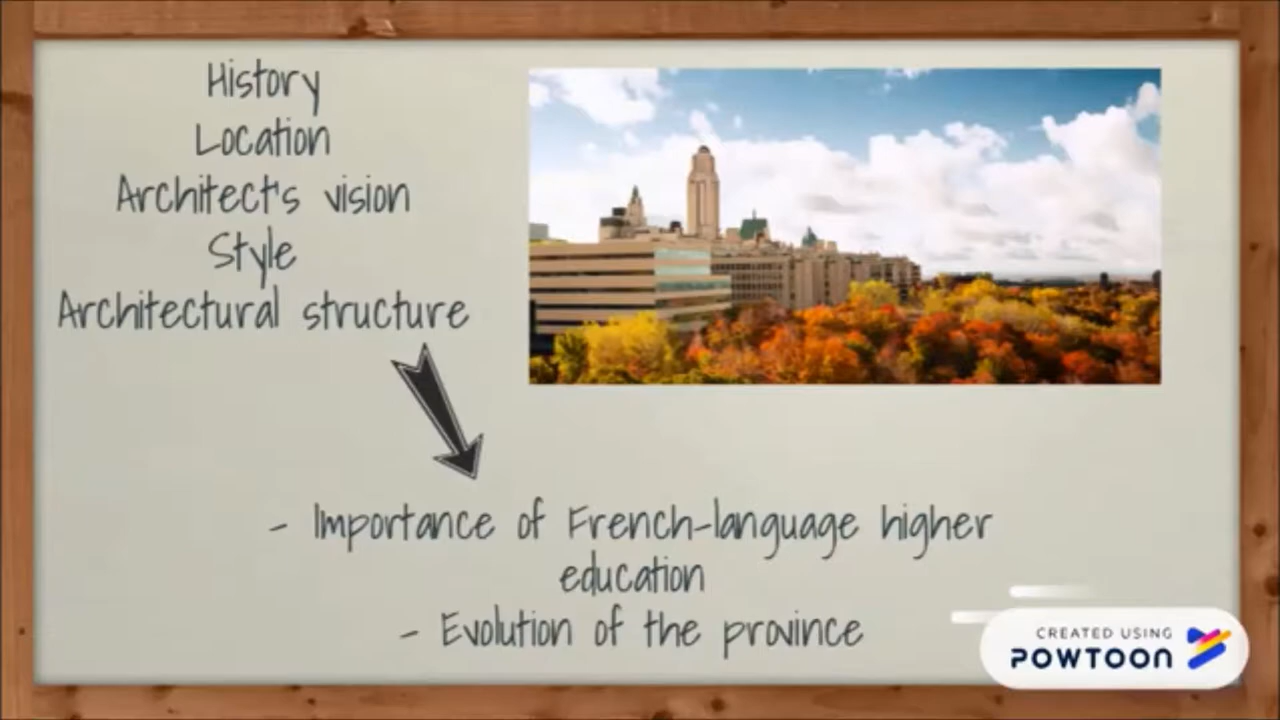 History
Location
Architect's vision
Style
Architectural structure
- Importance of French-language higher
education
- Evolution of the province
CREATED USING
POWTOON